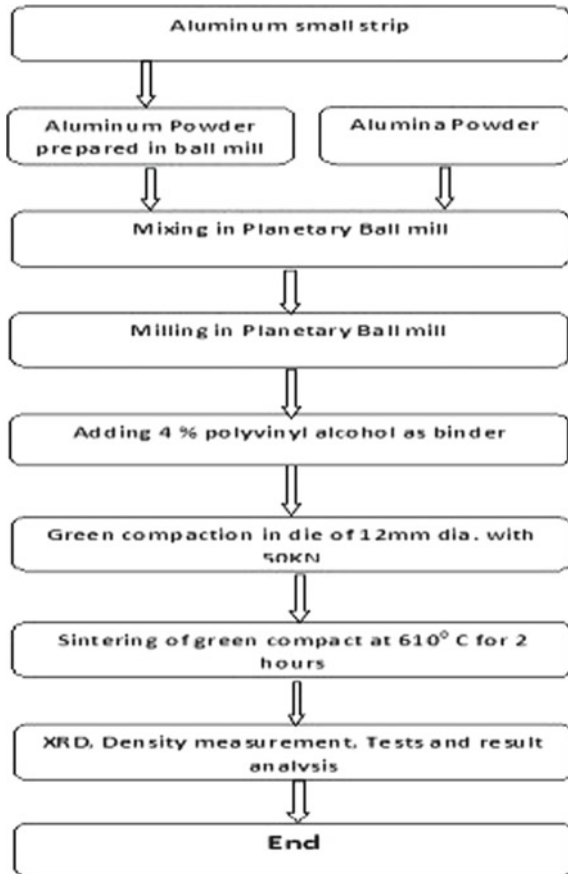 Aluminum small strip
Aluminum Powder
prepared in ball mill
Alumina Powder
Mixing in Planetary Ball mill
Milling in Planetary Ball mill
Adding 4 % polyvinyl alcohol as binder
Green compaction in die of 12mm dia. with
50KN
Sintering of green compact at 610° C for 2
hours
XRD, Density measurement, Tests and result
analysis
End